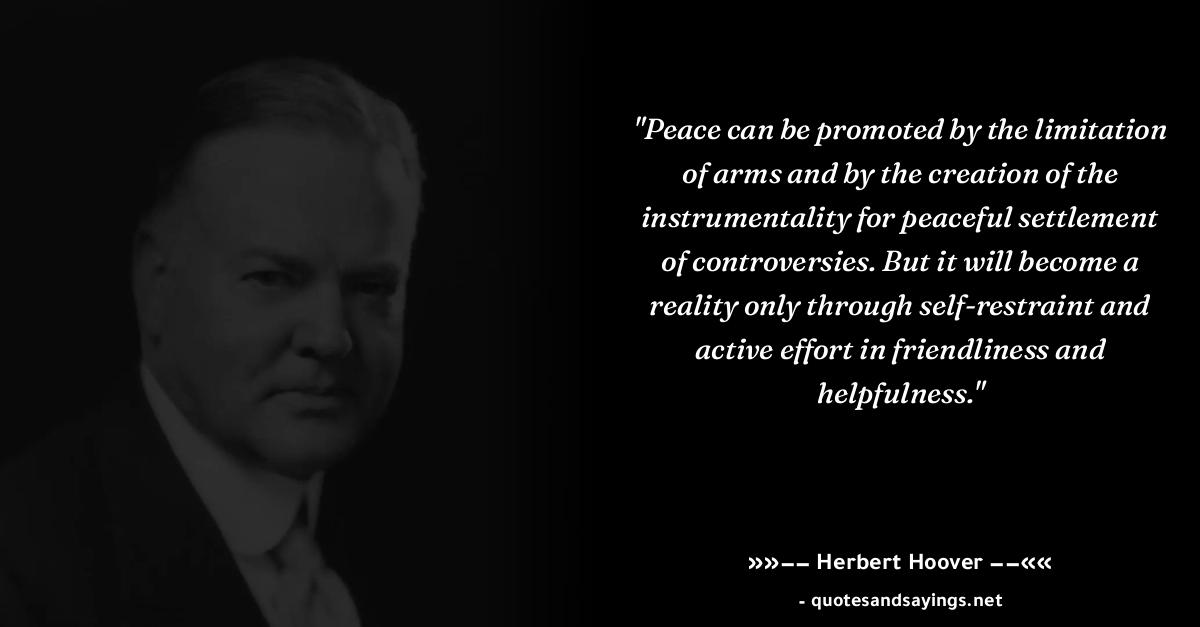 "Peace can be promoted by the limitation
of arms and by the creation of the
instrumentality for peaceful settlement
of controversies. But it will become a
reality only through self-restraint and
active effort in friendliness and
helpfulness."
»»−− Herbert Hoover −−««
- quotesandsayings.net